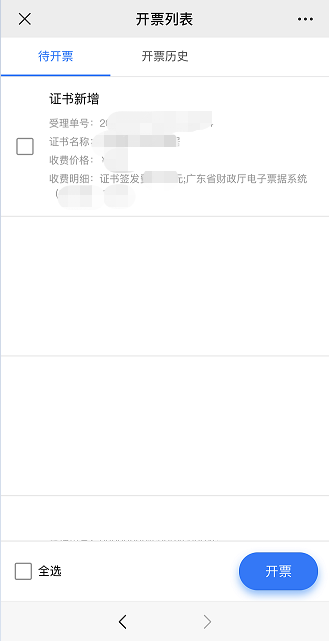 开票列表
待开票
开票历史
证书新增
受理单号：20
证书名称：
收费价格：
收费明细：证书签发 元;广东省财政厅电子票据系统
（
全选
开票